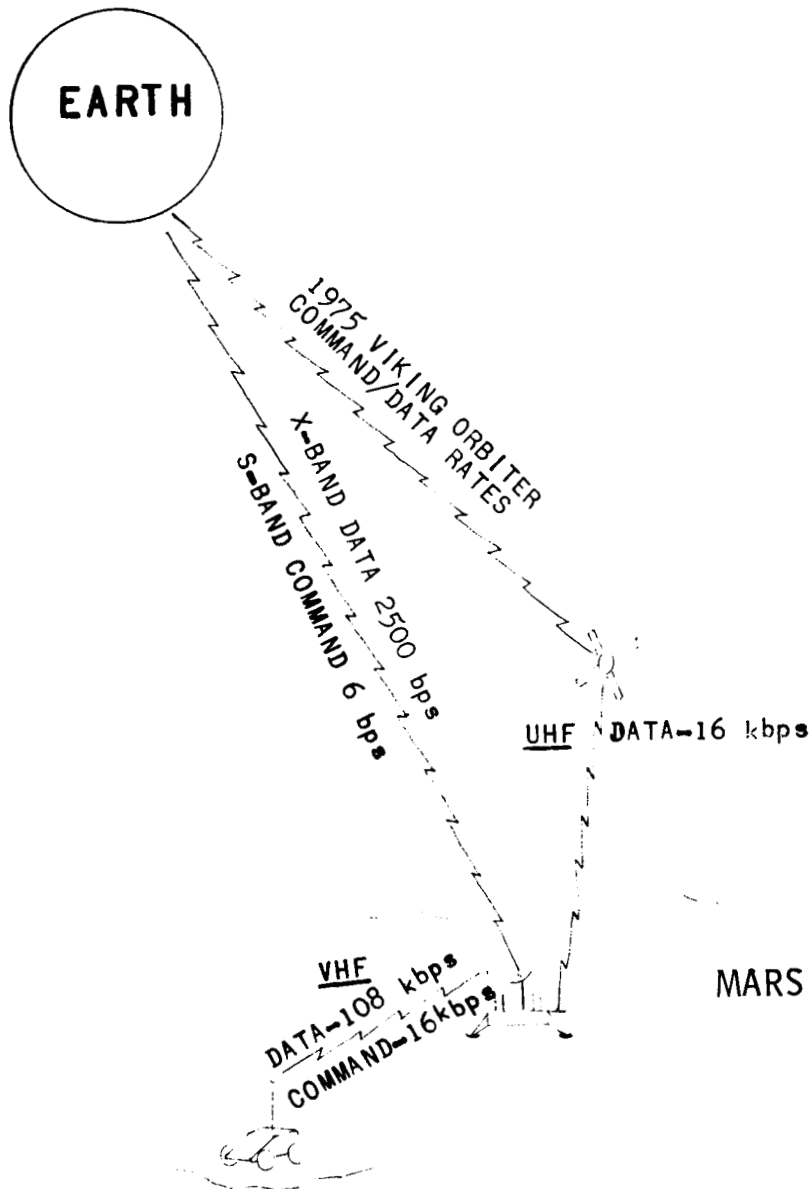 EARTH
1975 VIKING ORBITER
COMMAND/DATA RATES
X-BAND DATA 2500 bps
S-BAND COMMAND 6 bps
UHF DATA-16 kbps
MARS
VHF
DATA-108 kbps
COMMAND-16kbps